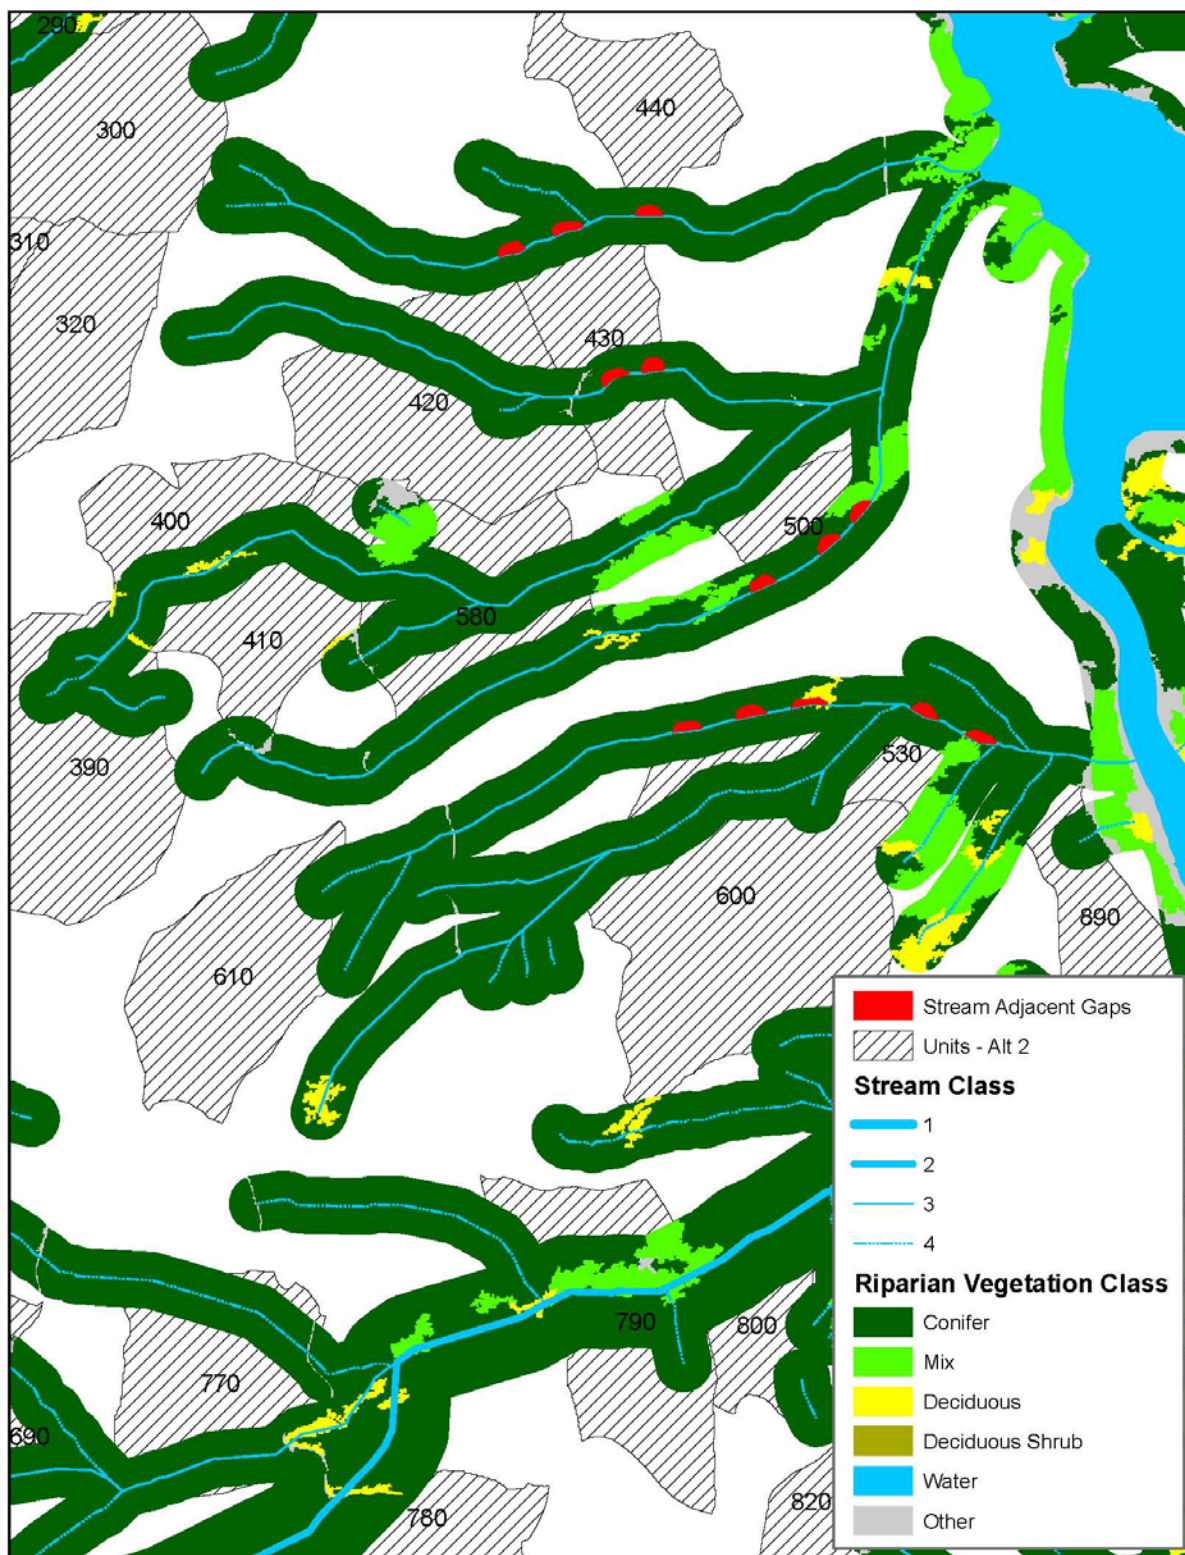 290
300
440
310
320
430
420
400
500
410
580
390
530
600
610
890
790
800
770
690
780
820
Stream Adjacent Gaps
Units - Alt 2
Stream Class
1
2
3
4
Riparian Vegetation Class
Conifer
Mix
Deciduous
Deciduous Shrub
Water
Other